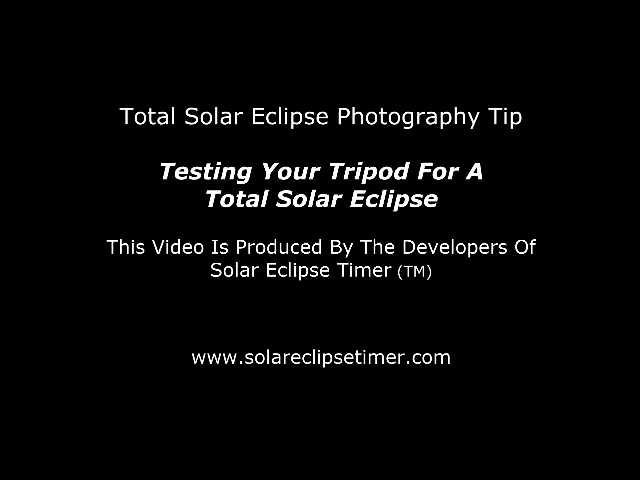 Total Solar Eclipse Photography Tip
Testing Your Tripod For A
Total Solar Eclipse
This Video Is Produced By The Developers Of
Solar Eclipse Timer (TM)
www.solareclipsetimer.com